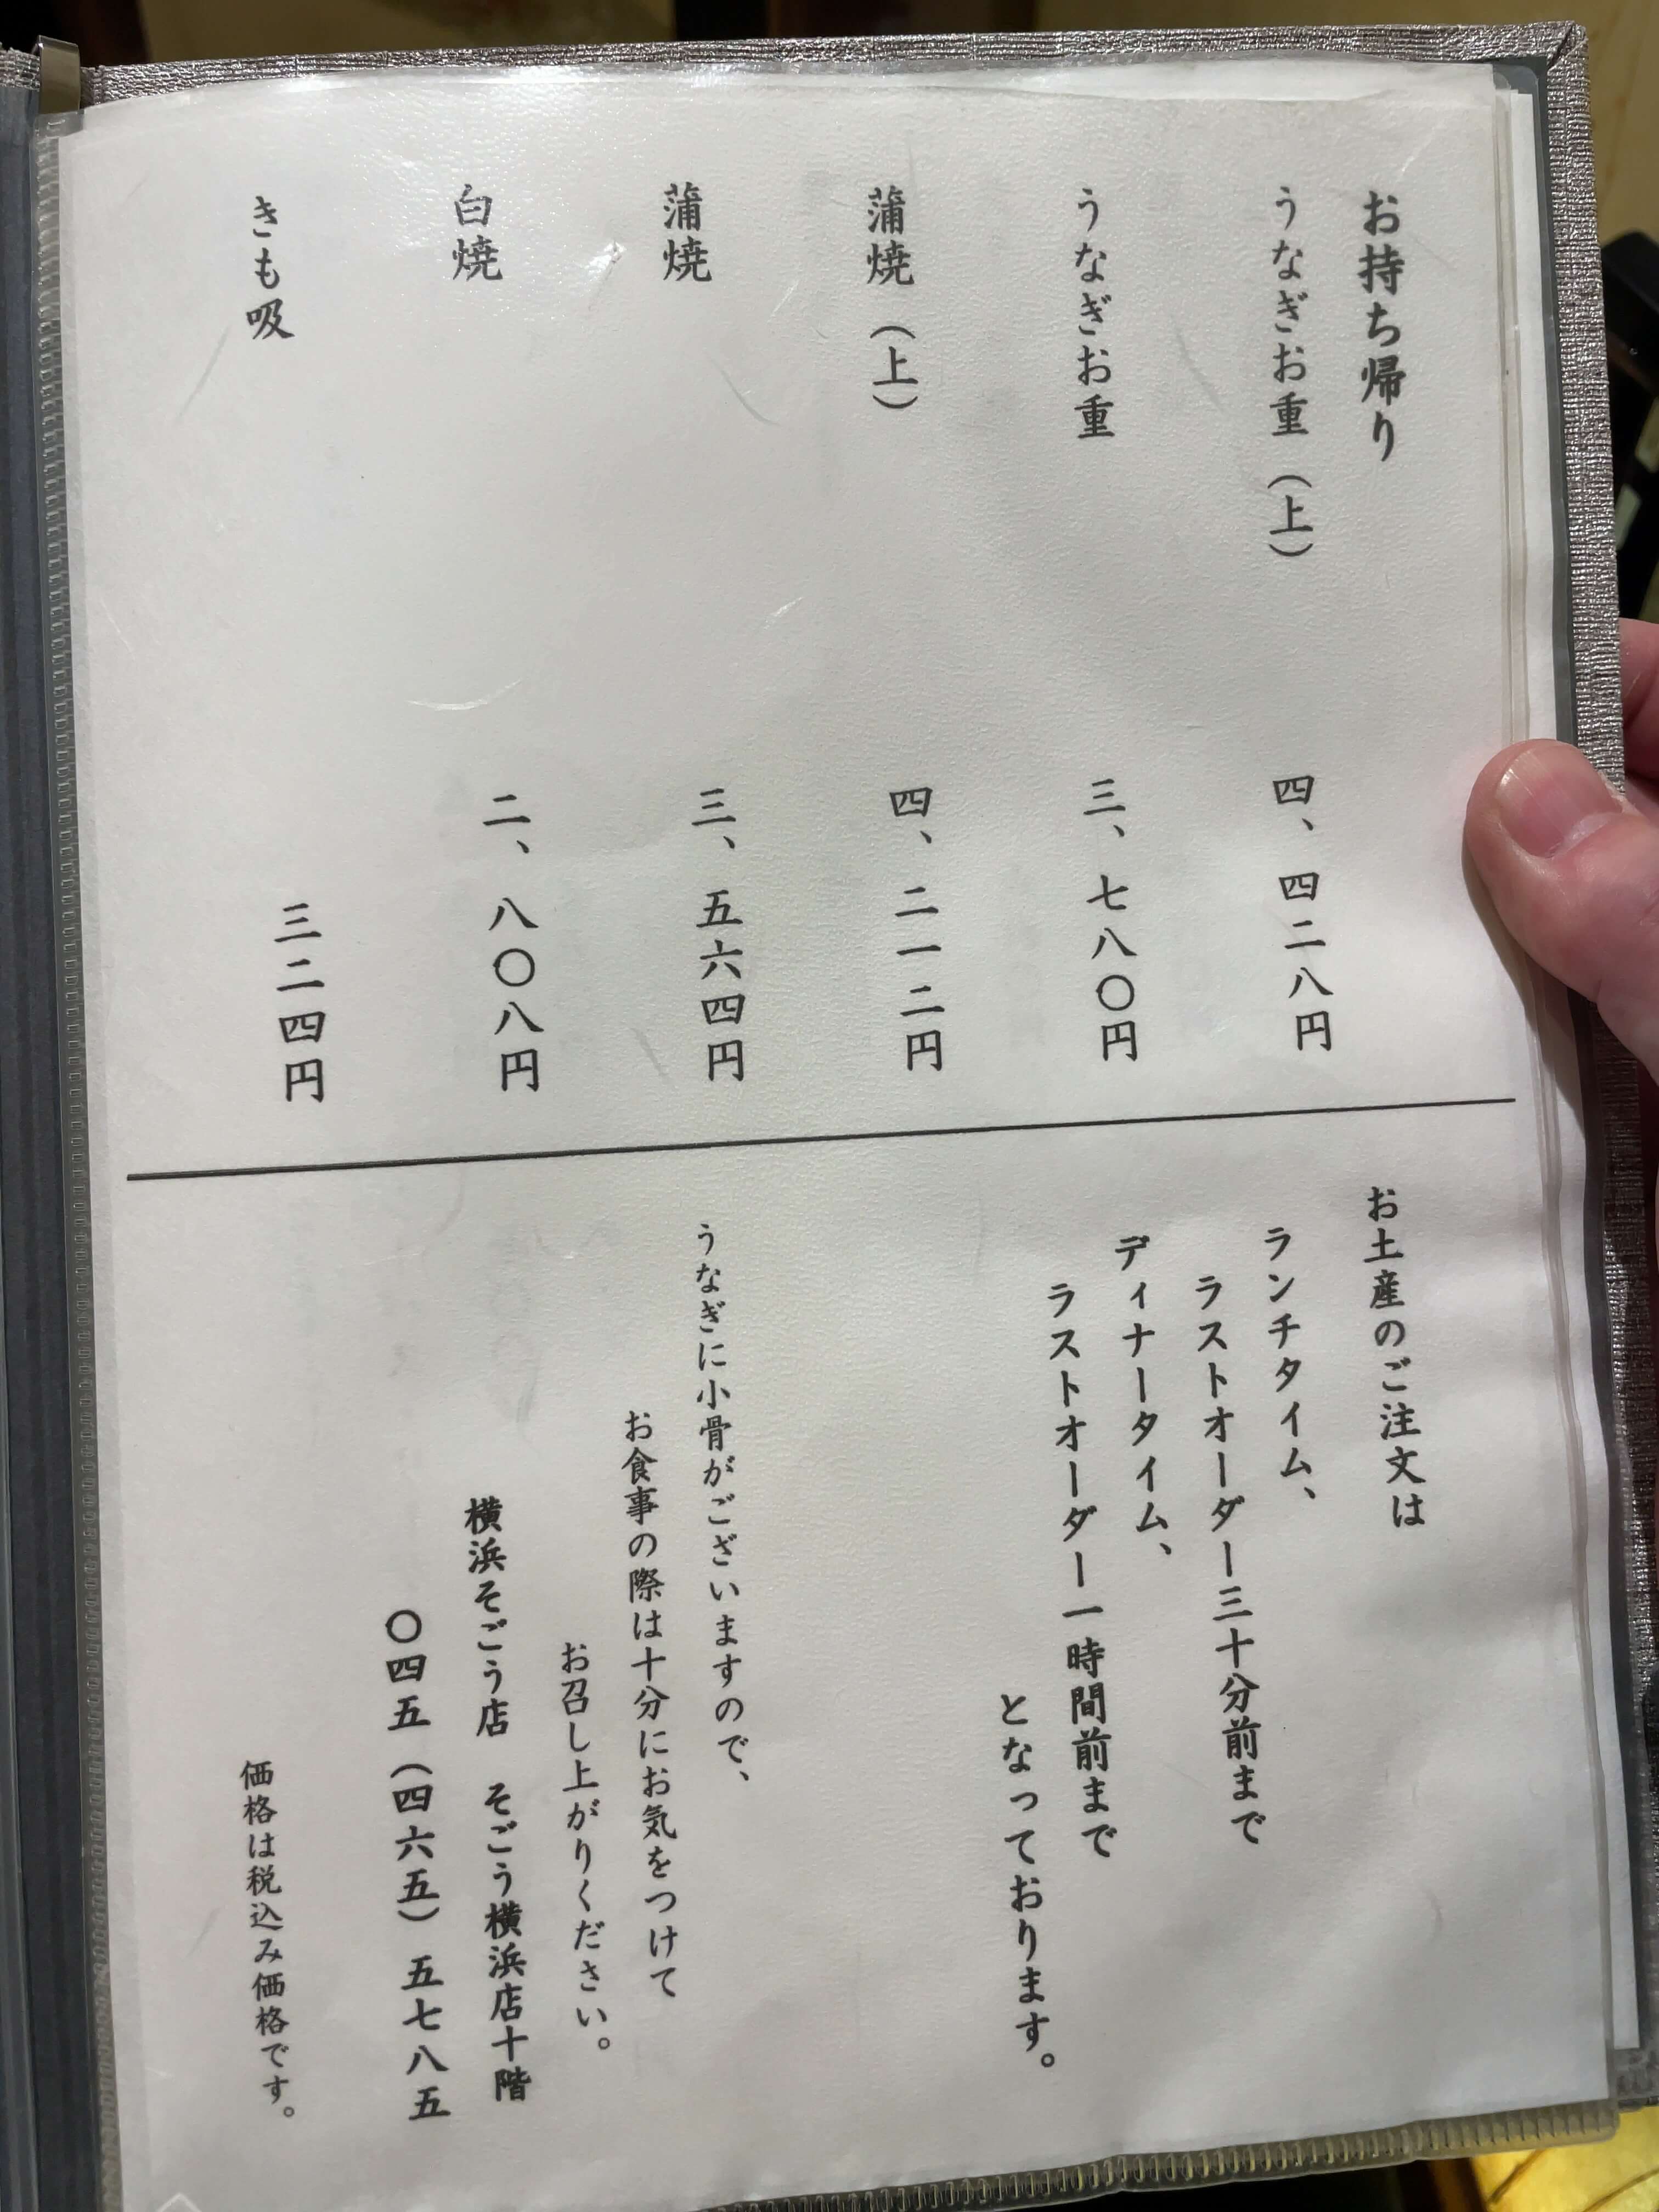 お持ち帰り
うなぎお重（上） 四、四二八円
うなぎお重 三、七八〇円
蒲焼（上） 四、二一二円
蒲焼 三、五六四円
白焼 二、八〇八円
きも吸 三二四円
お土産のご注文は
ランチタイム、
ラストオーダー三十分前まで
ディナータイム、
ラストオーダー一時間前まで
となっております。
うなぎに小骨がございますので、
お食事の際は十分にお気をつけて
お召し上がりください。
横浜そごう店 そごう横浜店十階
〇四五（四六五）五七八五
価格は税込み価格です。